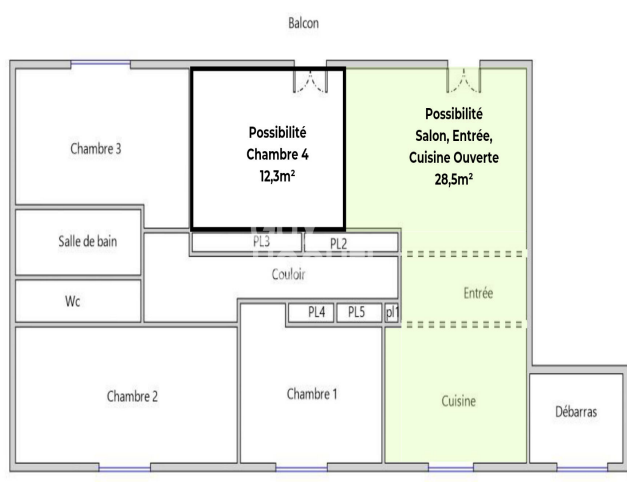 Balcon
Chambre 3
Possibilité
Chambre 4
12,3m²
Possibilité
Salon, Entrée,
Cuisine Ouverte
28,5m²
Salle de bain
PL3
PL2
Couloir
Wc
Entrée
PL4
PL5
pl1
Chambre 2
Chambre 1
Cuisine
Débarras